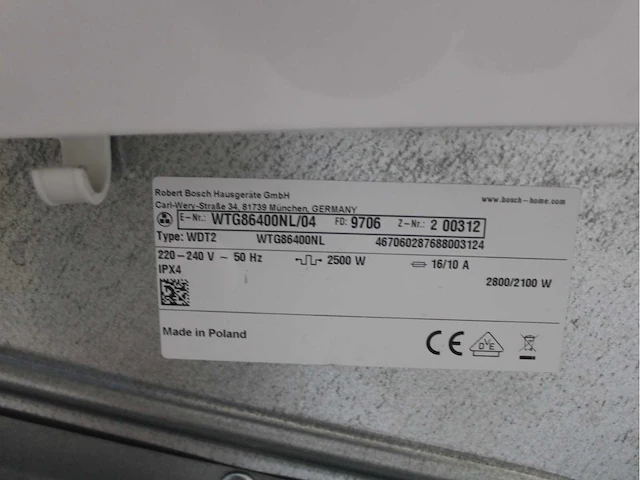 Robert Bosch Hausgeräte GmbH
Carl-Wery-Straße 34, 81739 München, GERMANY
www.bosch-home.com
E-Nr.: WTG86400NL/04 FD: 9706 Z-Nr.: 2 00312
Type: WDT2 WTG86400NL 467060287688003124
220-240 V ~ 50 Hz 2500 W 16/10 A
IPX4 2800/2100 W
Made in Poland
CE DVE